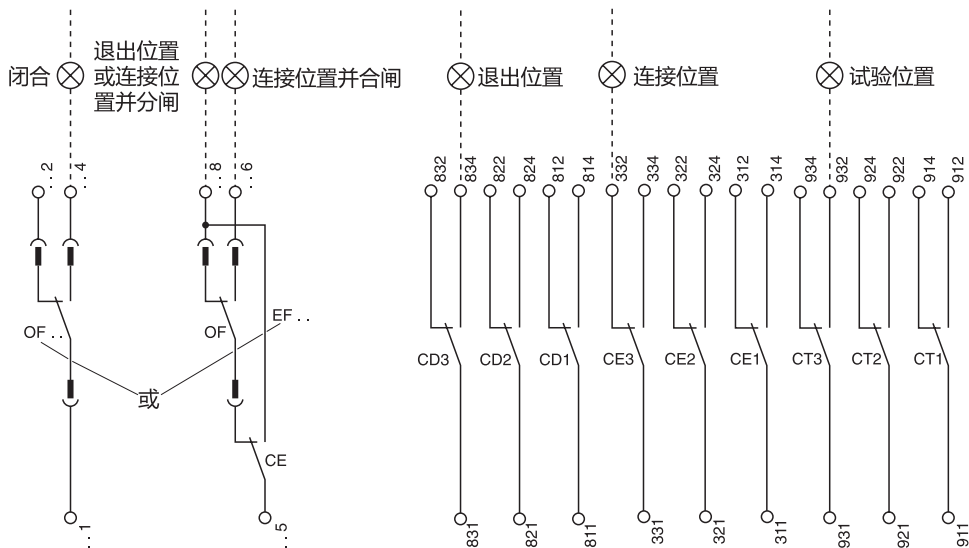 闭合
退出位置
或连接位
置并分闸
连接位置并合闸
退出位置
连接位置
试验位置
. . 2
. . 4
. . 8
. . 6
832
834
822
824
812
814
332
334
322
324
312
314
934
932
924
922
914
912
OF . .
OF
EF . .
或
CE
CD3
CD2
CD1
CE3
CE2
CE1
CT3
CT2
CT1
. . 1
. . 5
831
821
811
331
321
311
931
921
911